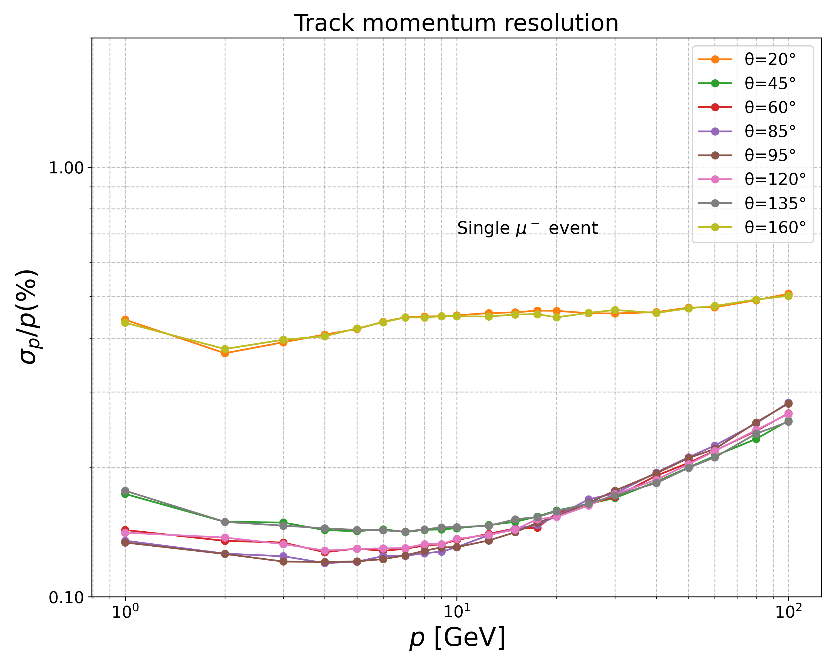 Track momentum resolution
θ=20°
θ=45°
θ=60°
θ=85°
θ=95°
θ=120°
θ=135°
θ=160°
1.00
Single μ⁻ event
σₚ/p(%)
0.10
10⁰
10¹
10²
p [GeV]